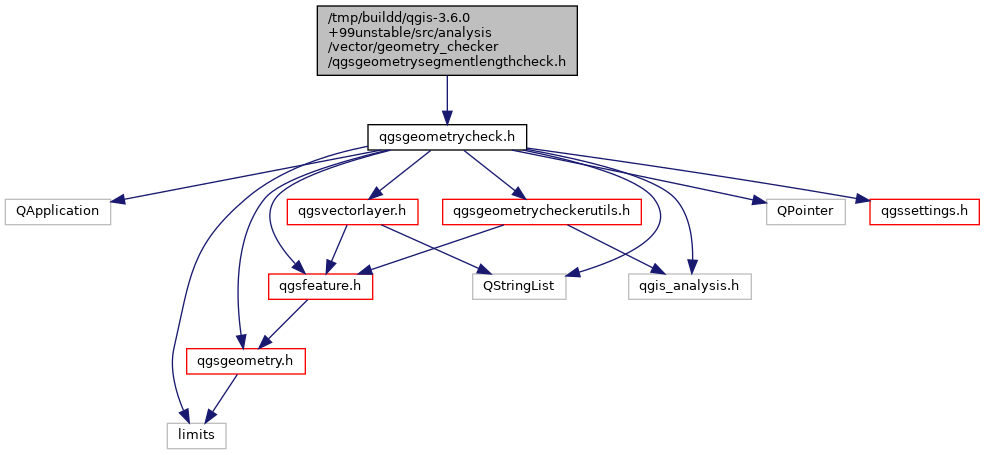 /tmp/buildd/qgis-3.6.0
+99unstable/src/analysis
/vector/geometry_checker
/qgsgeometrysegmentlengthcheck.h
qgsgeometrycheck.h
QApplication
qgsvectorlayer.h
qgsgeometrycheckerutils.h
QPointer
qgssettings.h
qgsfeature.h
QStringList
qgis_analysis.h
qgsgeometry.h
limits